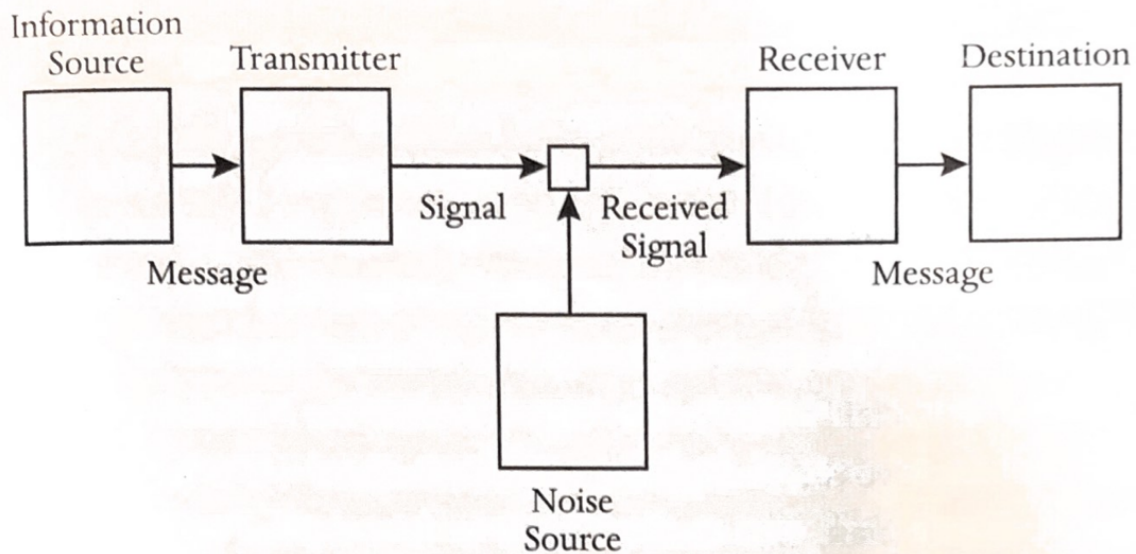 Information
Source
Transmitter
Receiver
Destination
Signal
Received
Signal
Message
Message
Noise
Source